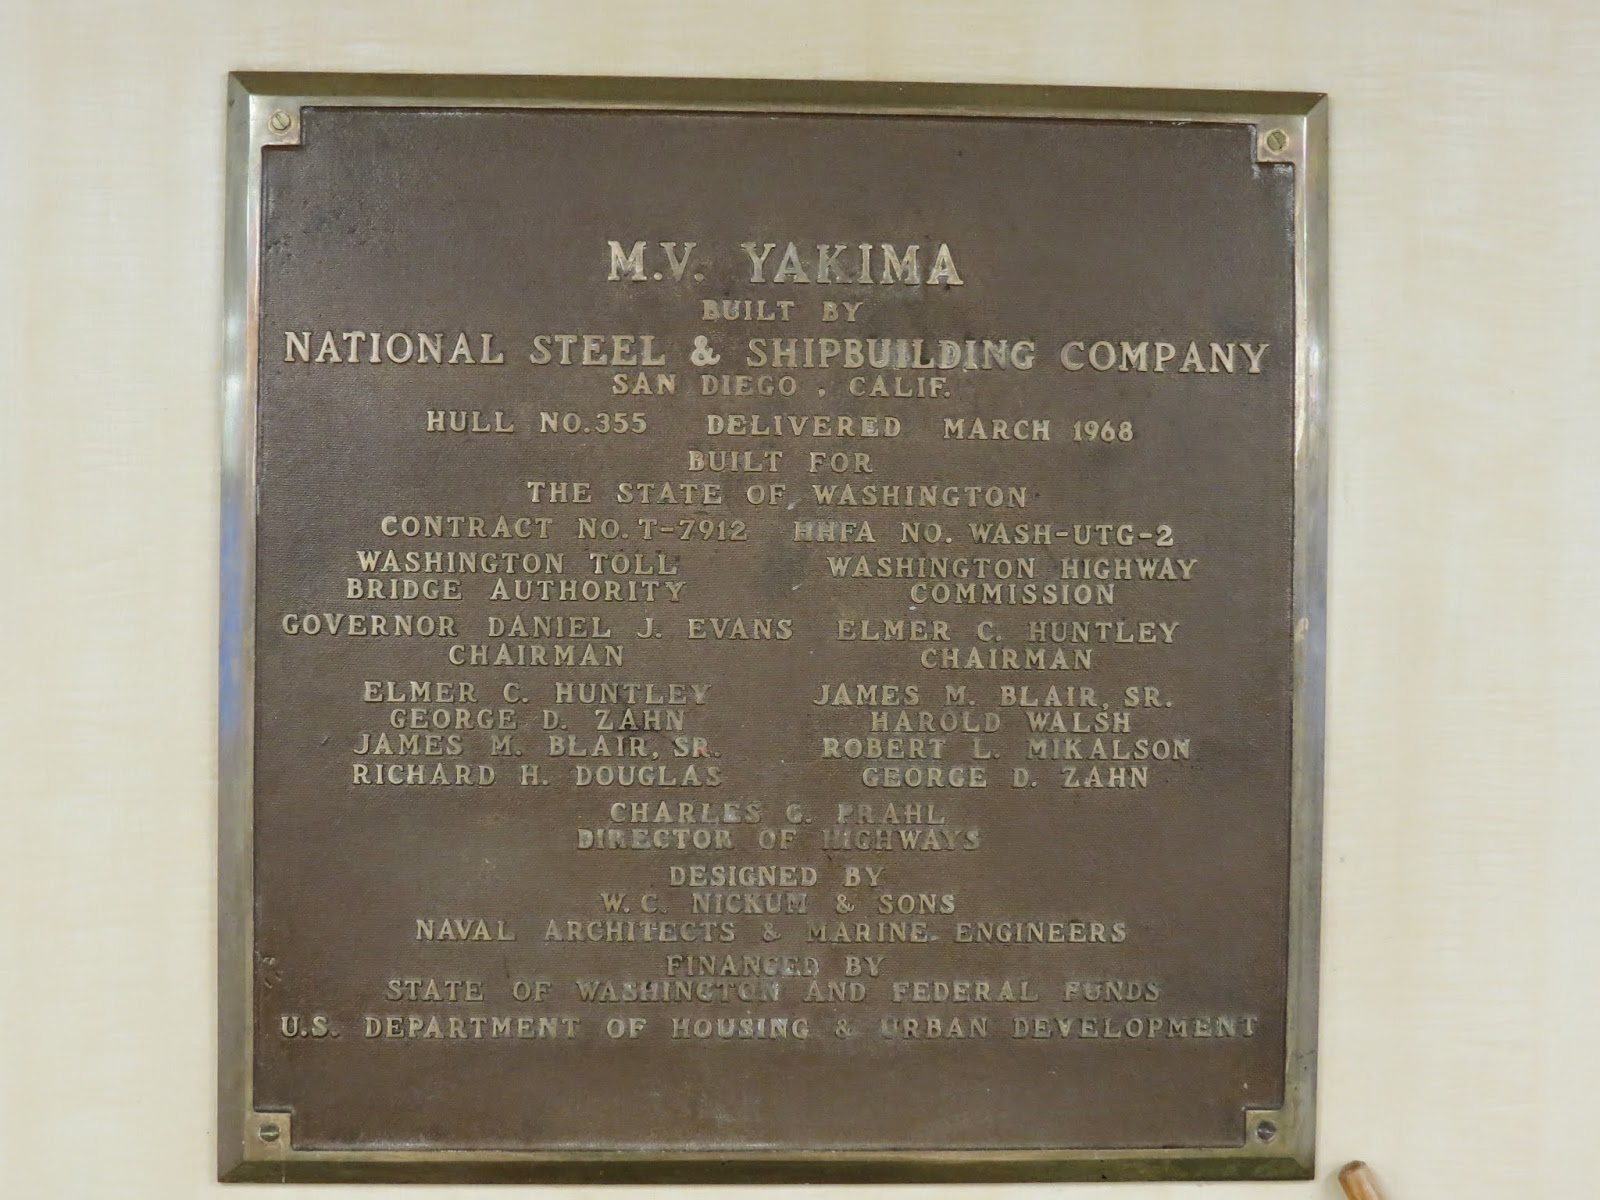 M.V. YAKIMA
BUILT BY
NATIONAL STEEL & SHIPBUILDING COMPANY
SAN DIEGO, CALIF.
HULL NO. 355 DELIVERED MARCH 1968
BUILT FOR
THE STATE OF WASHINGTON
CONTRACT NO. T-7912 HHFA NO. WASH-UTG-2
WASHINGTON TOLL
BRIDGE AUTHORITY
GOVERNOR DANIEL J. EVANS
CHAIRMAN
ELMER C. HUNTLEY
GEORGE D. ZAHN
JAMES M. BLAIR, SR.
RICHARD H. DOUGLAS
WASHINGTON HIGHWAY
COMMISSION
ELMER C. HUNTLEY
CHAIRMAN
JAMES M. BLAIR, SR.
HAROLD WALSH
ROBERT L. MIKALSON
GEORGE D. ZAHN
CHARLES G. PRAHL
DIRECTOR OF HIGHWAYS
DESIGNED BY
W.C. NICKUM & SONS
NAVAL ARCHITECTS & MARINE ENGINEERS
FINANCED BY
STATE OF WASHINGTON AND FEDERAL FUNDS
U.S. DEPARTMENT OF HOUSING & URBAN DEVELOPMENT